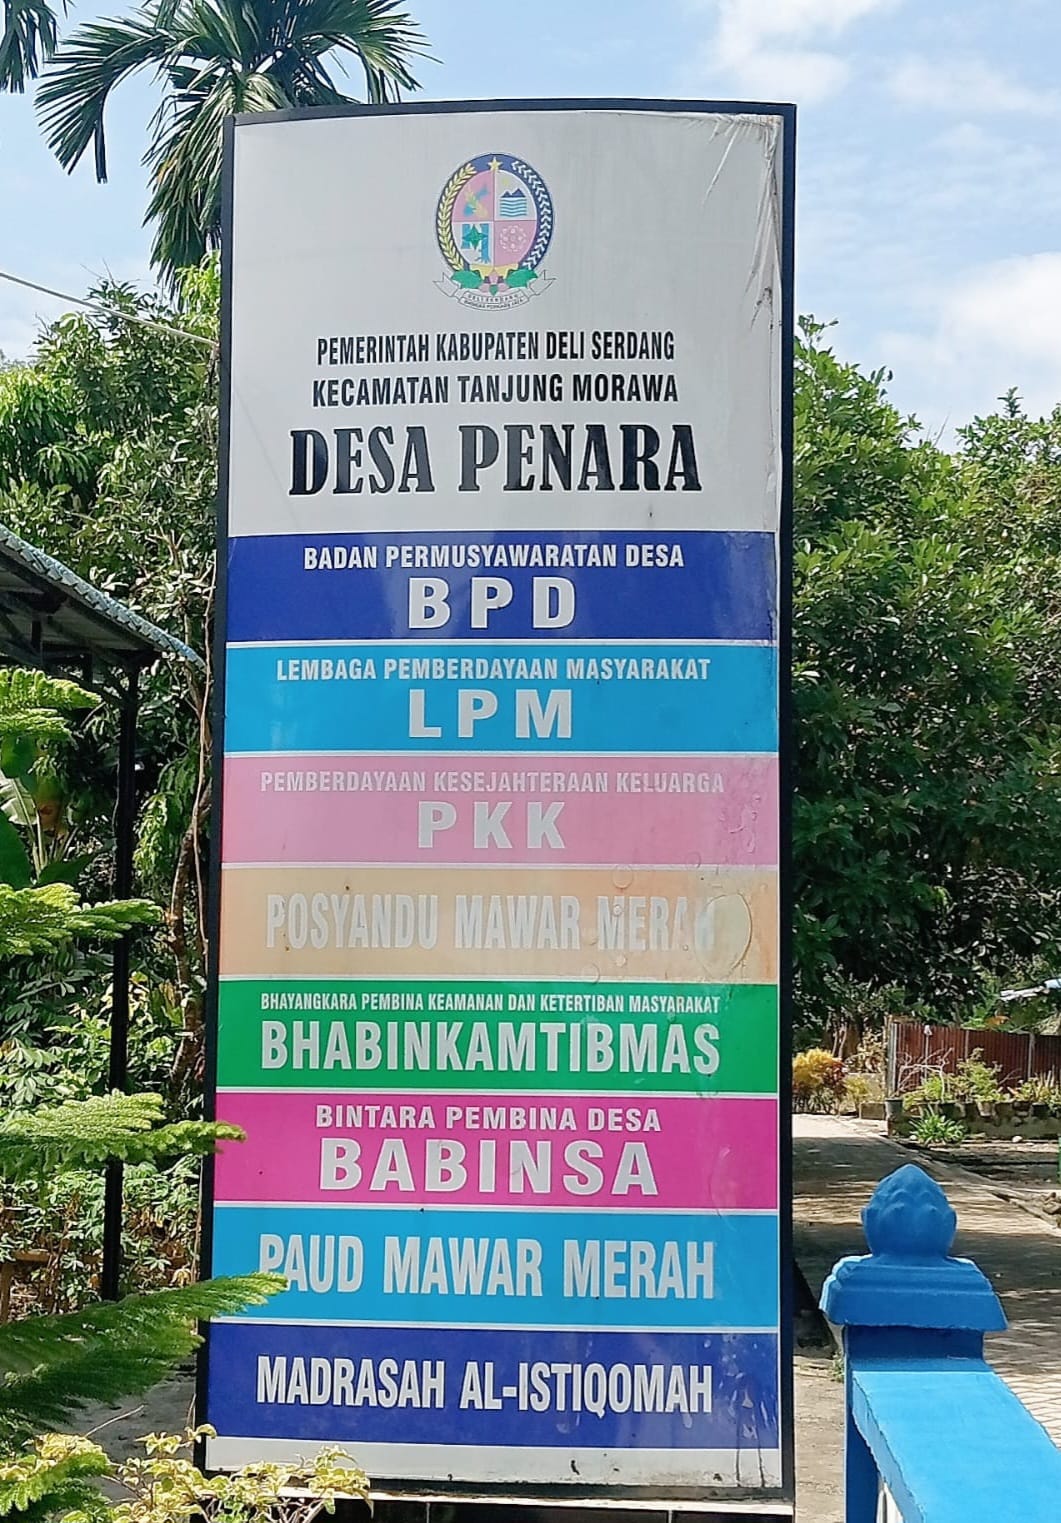 PEMERINTAH KABUPATEN DELI SERDANG
KECAMATAN TANJUNG MORAWA
DESA PENARA
BADAN PERMUSYAWARATAN DESA
BPD
LEMBAGA PEMBERDAYAAN MASYARAKAT
LPM
PEMBERDAYAAN KESEJAHTERAAN KELUARGA
PKK
POSYANDU MAWAR MERAH
BHAYANGKARA PEMBINA KEAMANAN DAN KETERTIBAN MASYARAKAT
BHABINKAMTIBMAS
BINTARA PEMBINA DESA
BABINSA
PAUD MAWAR MERAH
MADRASAH AL-ISTIQOMAH